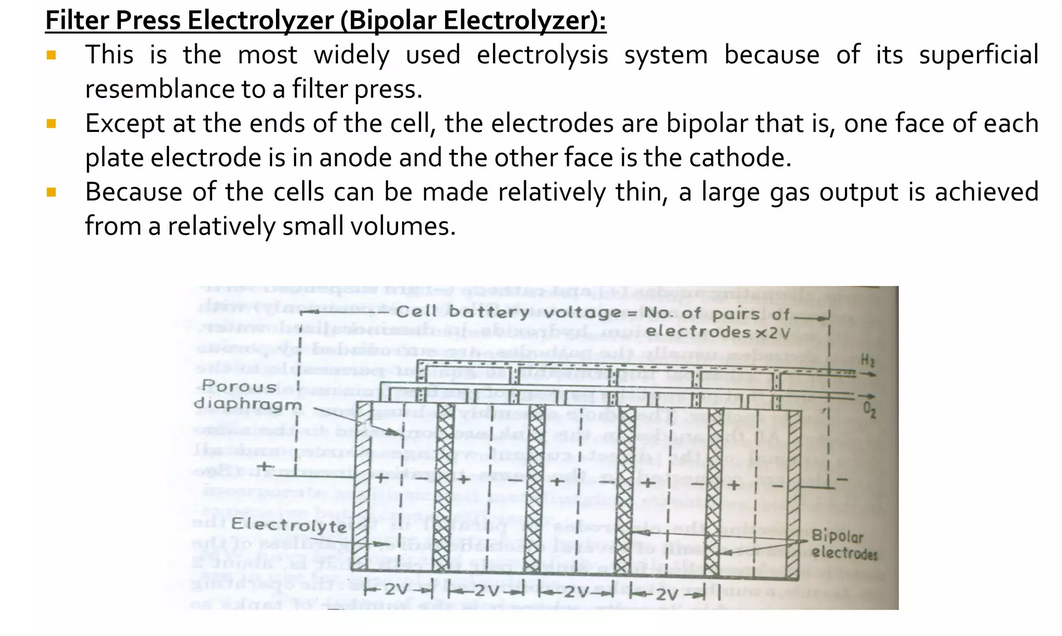 Filter Press Electrolyzer (Bipolar Electrolyzer):
▪ This is the most widely used electrolysis system because of its superficial
resemblance to a filter press.
▪ Except at the ends of the cell, the electrodes are bipolar that is, one face of each
plate electrode is in anode and the other face is the cathode.
▪ Because of the cells can be made relatively thin, a large gas output is achieved
from a relatively small volumes.
Cell battery voltage = No. of pairs of
electrodes x2V
H₂
Porous
diaphragm
O₂
+ −
+ + − + − + − + −
Electrolyte
Bipolar
electrodes
2V 2V 2V 2V